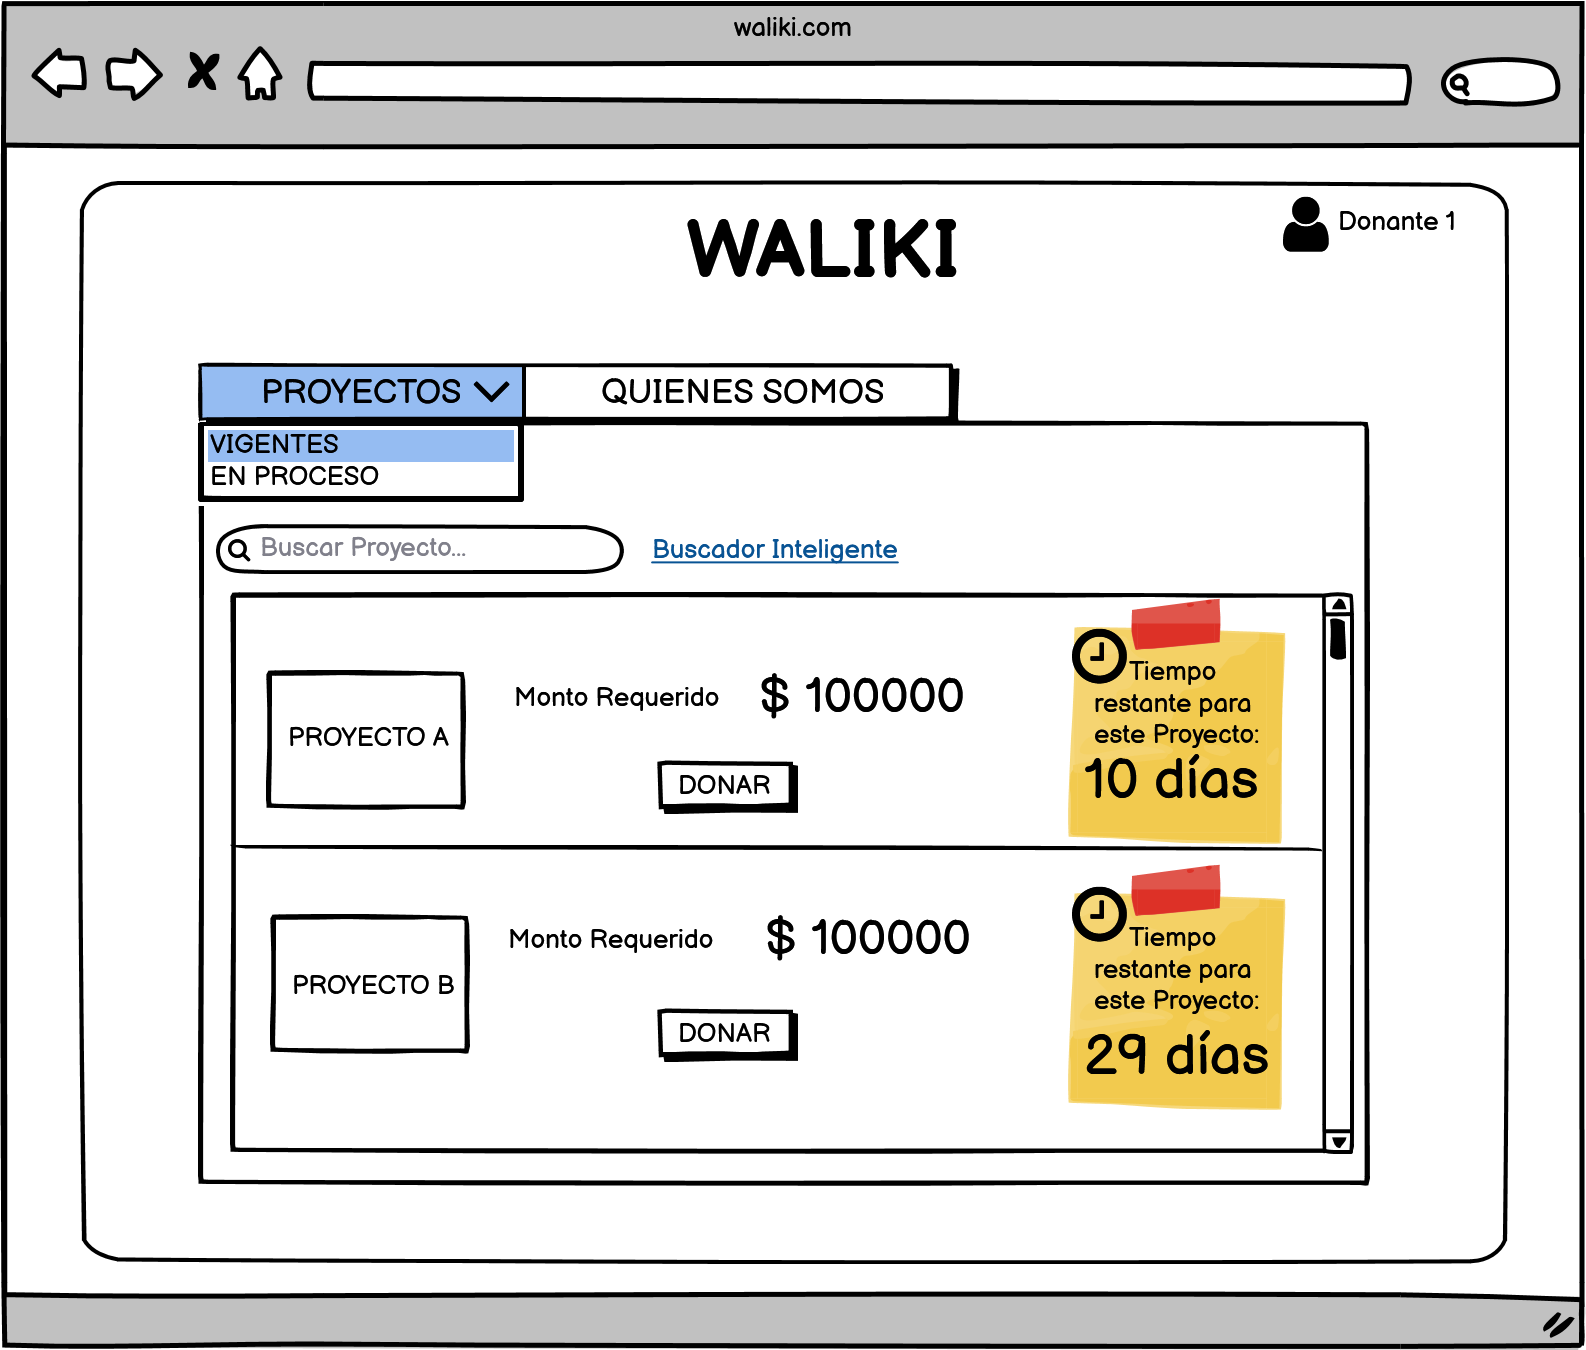 waliki.com
Donante 1
WALIKI
PROYECTOS
QUIENES SOMOS
VIGENTES
EN PROCESO
Buscar Proyecto...
Buscador Inteligente
PROYECTO A
Monto Requerido
$ 100000
DONAR
Tiempo
restante para
este Proyecto:
10 días
PROYECTO B
Monto Requerido
$ 100000
DONAR
Tiempo
restante para
este Proyecto:
29 días